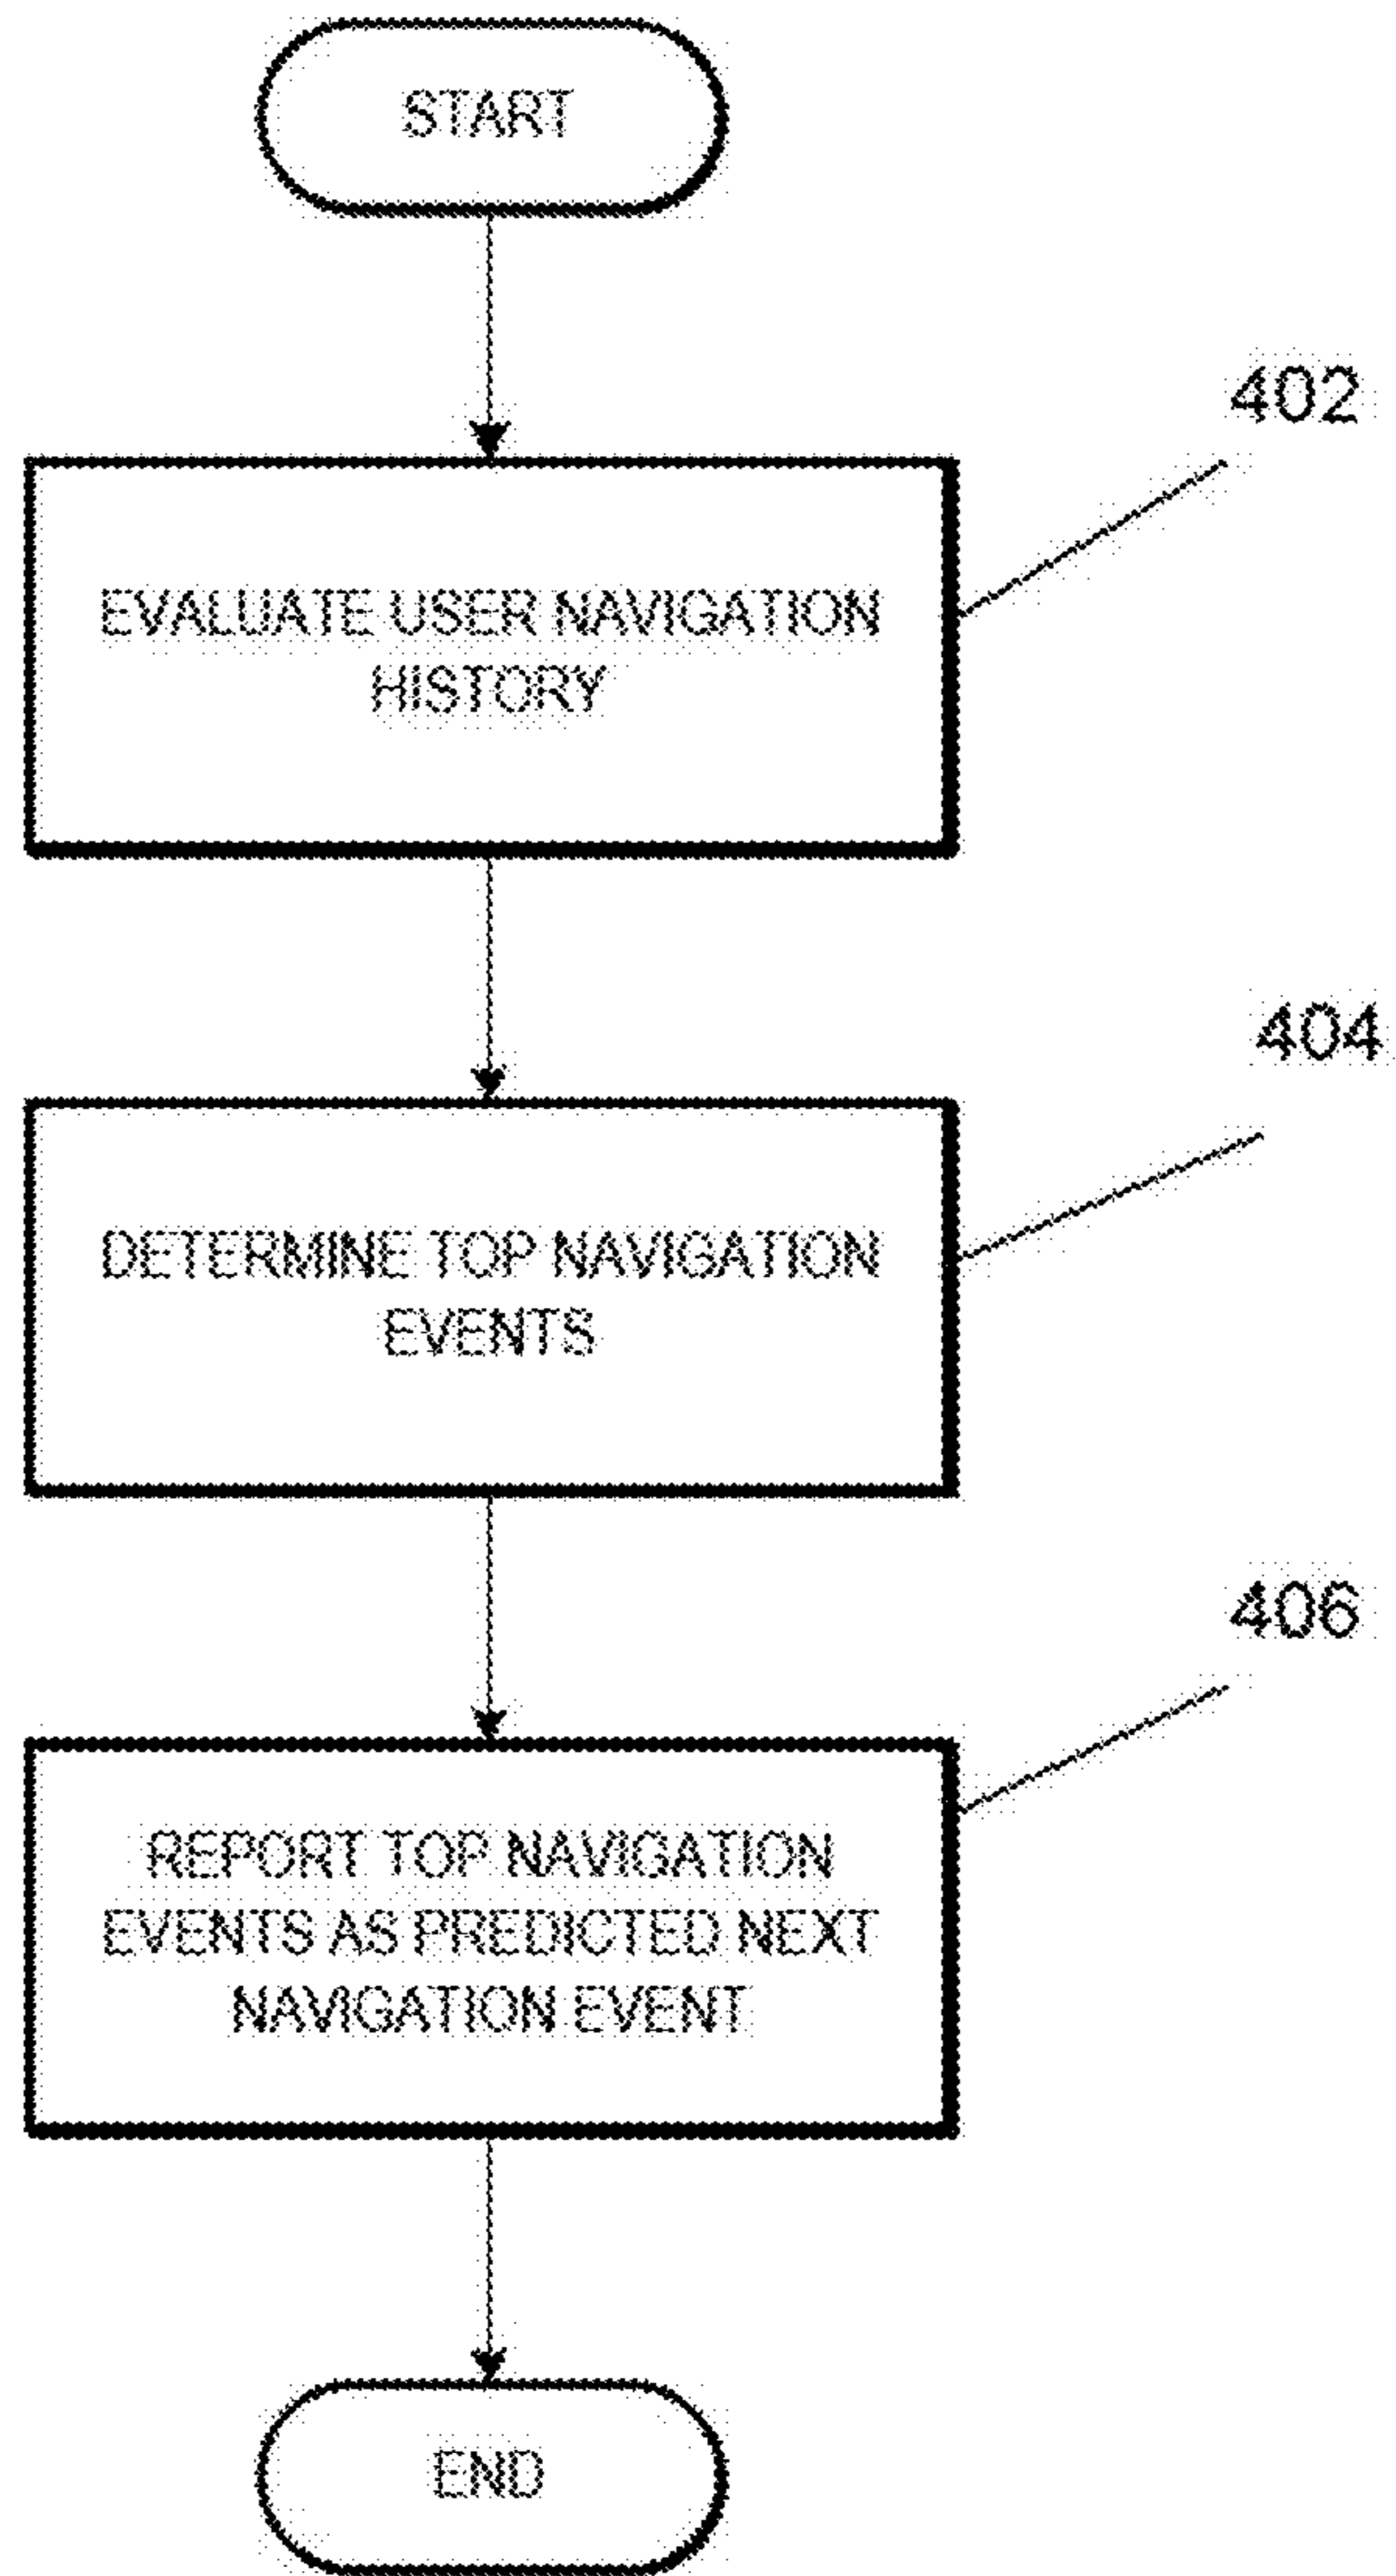 START
402
EVALUATE USER NAVIGATION
HISTORY
404
DETERMINE TOP NAVIGATION
EVENTS
406
REPORT TOP NAVIGATION
EVENTS AS PREDICTED NEXT
NAVIGATION EVENT
END